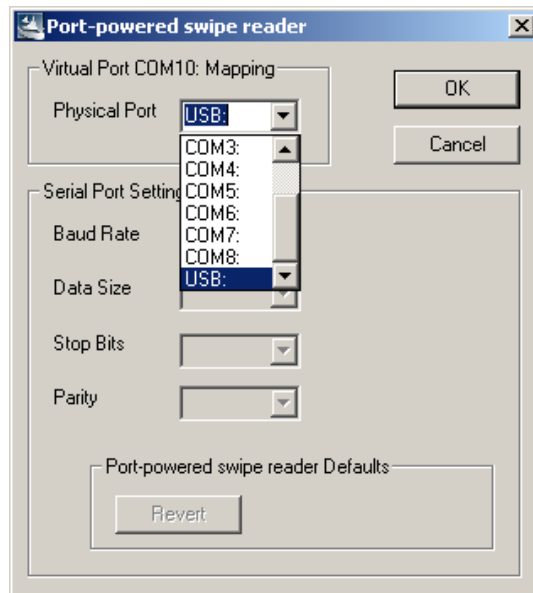 Port-powered swipe reader
Virtual Port COM10: Mapping
OK
Physical Port USB:
Cancel
COM3:
COM4:
COM5:
COM6:
COM7:
COM8:
USB:
Serial Port Setting
Baud Rate
Data Size
Stop Bits
Parity
Port-powered swipe reader Defaults
Revert